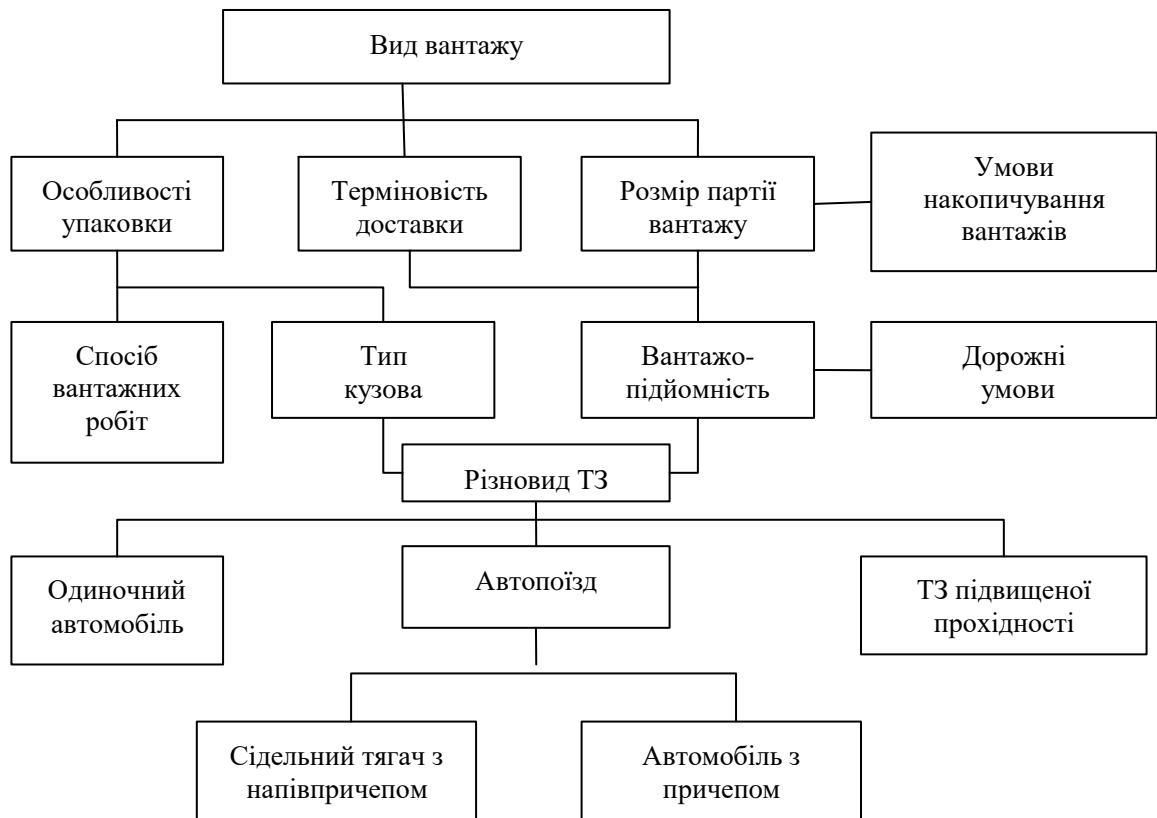 Вид вантажу
Особливості
упаковки
Терміновість
доставки
Розмір партії
вантажу
Умови
накопичування
вантажів
Спосіб
вантажних
робіт
Тип
кузова
Вантажо-
підйомність
Дорожні
умови
Різновид ТЗ
Одиночний
автомобіль
Автопоїзд
ТЗ підвищеної
прохідності
Сідельний тягач з
напівпричепом
Автомобіль з
причепом